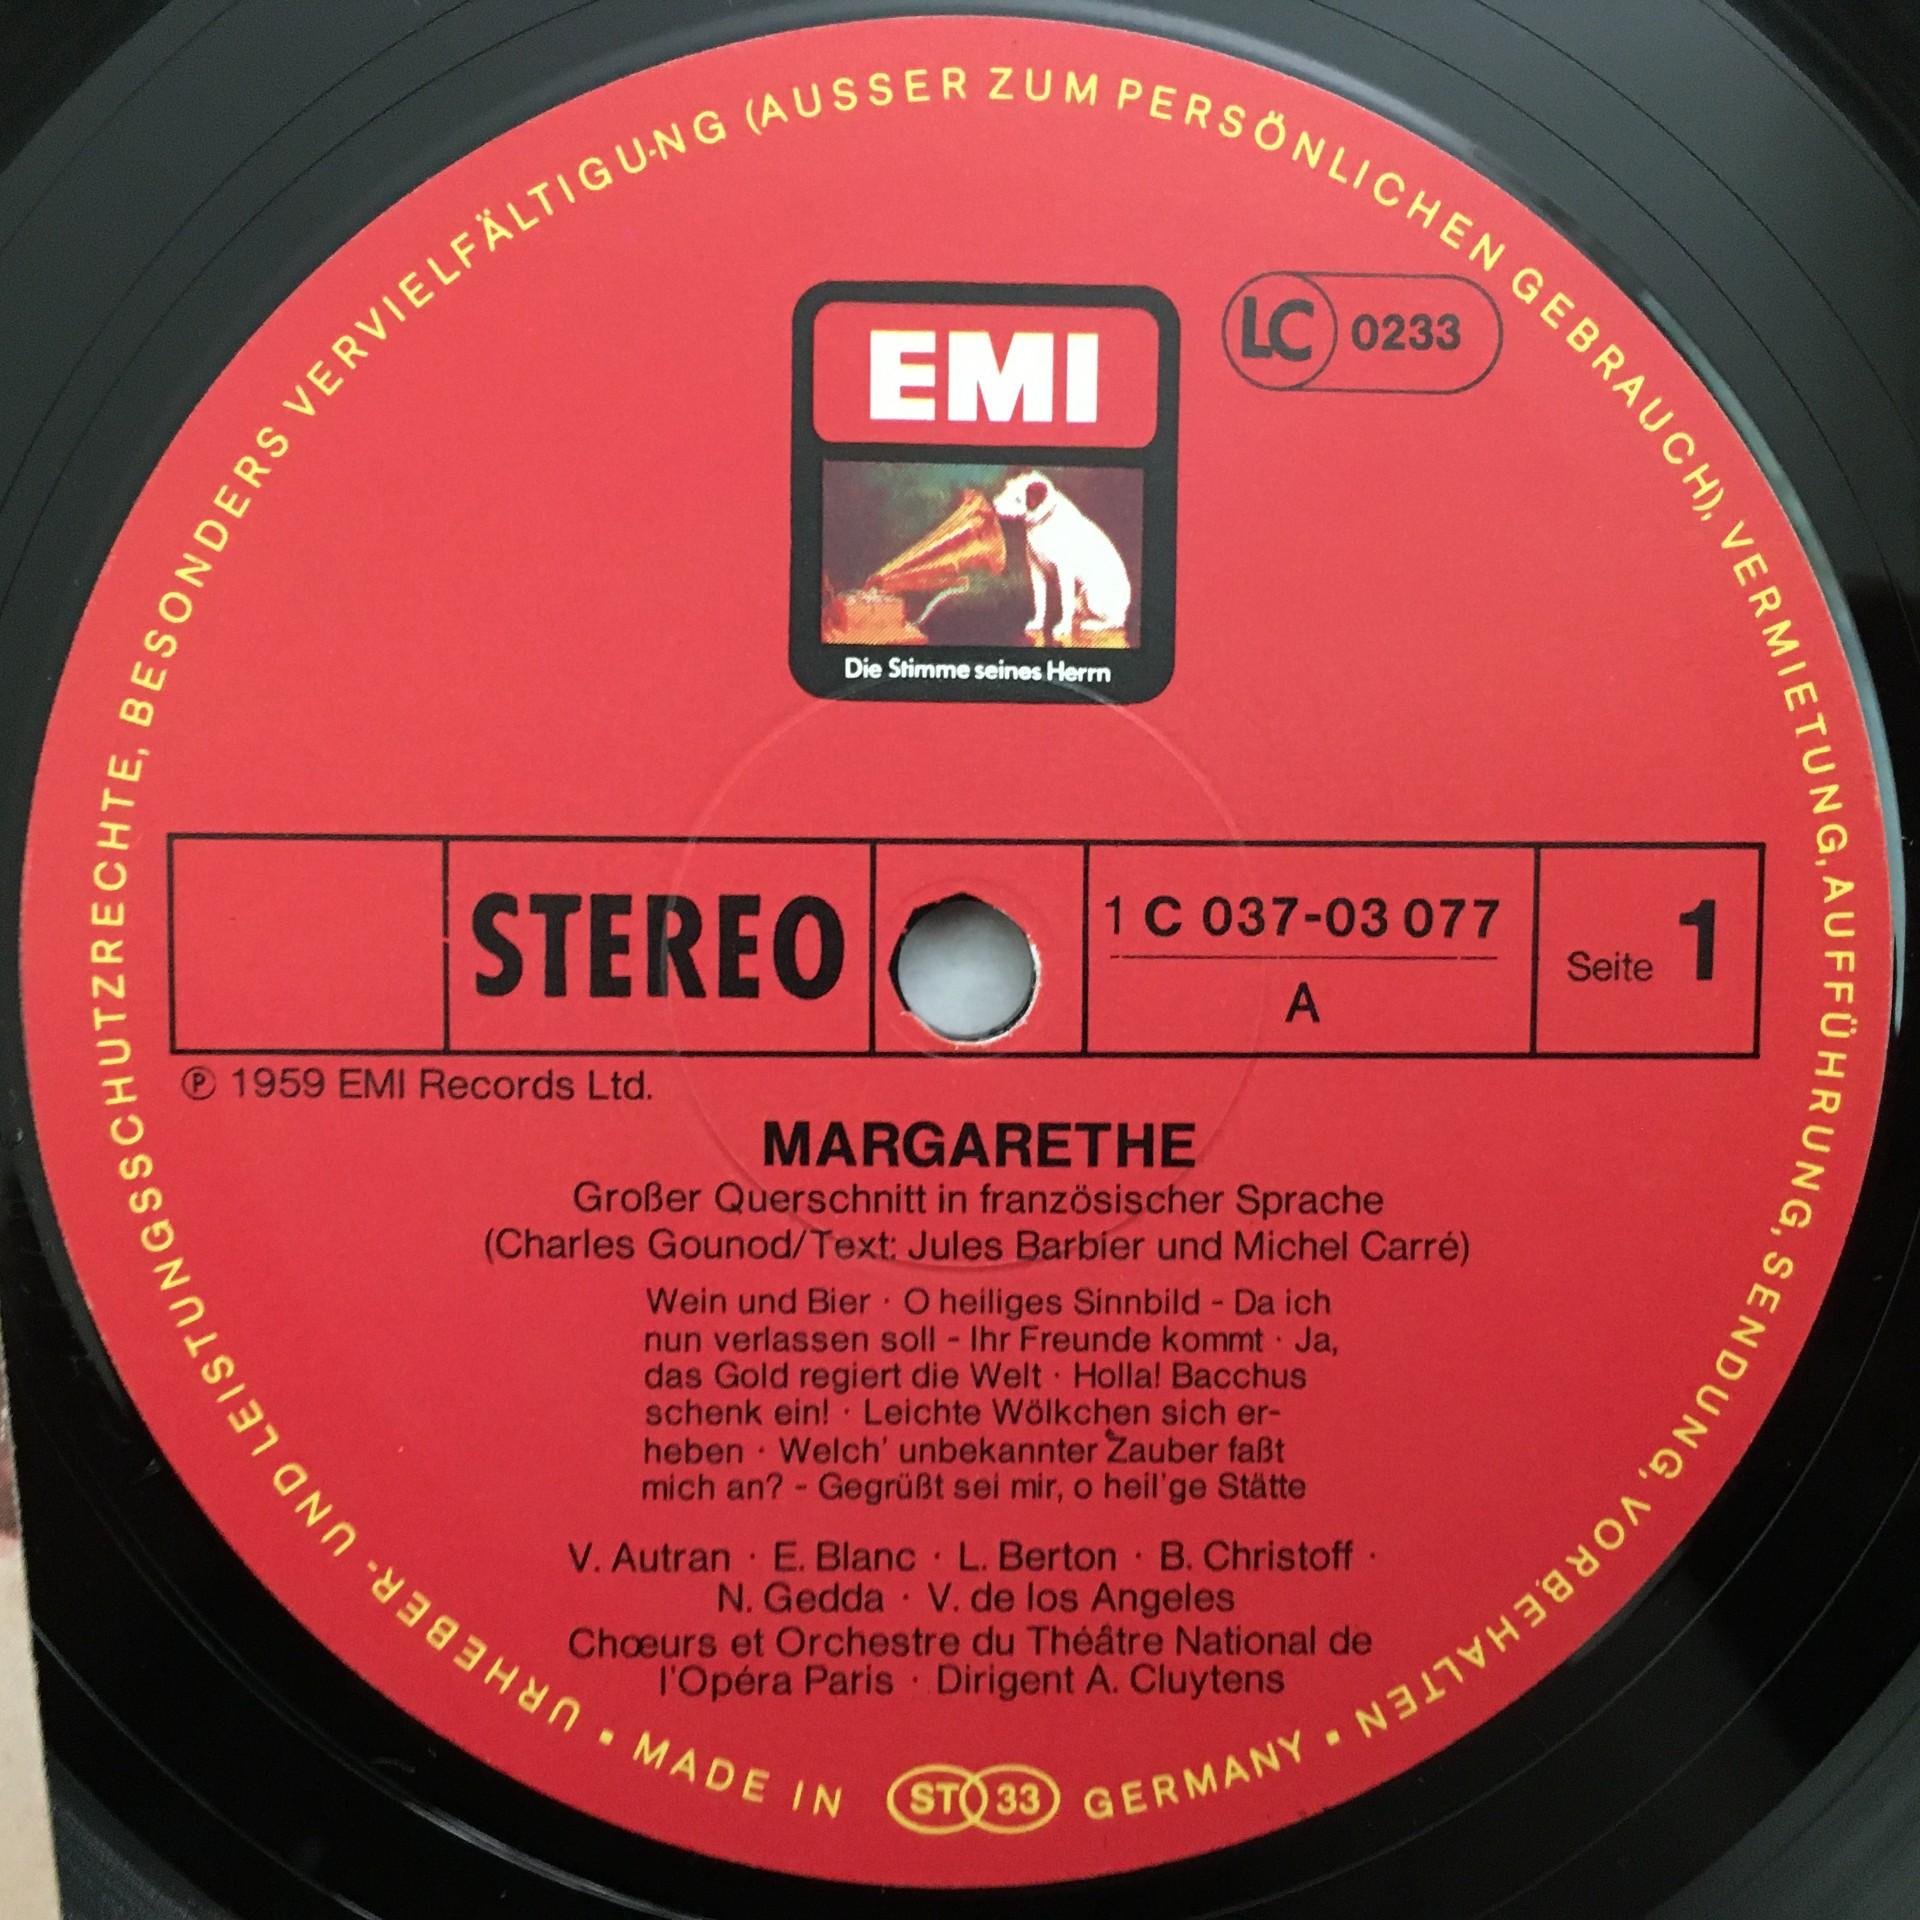 URHEBER- UND LEISTUNGSSCHUTZRECHTE, BESONDERS VERVIELFÄLTIGUNG (AUSSER ZUM PERSÖNLICHEN GEBRAUCH), VERMIETUNG, AUFFÜHRUNG, SENDUNG, VORBEHALTEN
EMI
LC 0233
Die Stimme seines Herrn
STEREO
1 C 037-03 077
A
Seite 1
℗ 1959 EMI Records Ltd.
MARGARETHE
Großer Querschnitt in französischer Sprache
(Charles Gounod/Text: Jules Barbier und Michel Carré)
Wein und Bier · O heiliges Sinnbild - Da ich
nun verlassen soll - Ihr Freunde kommt · Ja,
das Gold regiert die Welt · Holla! Bacchus
schenk ein! · Leichte Wölkchen sich er-
heben · Welch' unbekannter Zauber faßt
mich an? - Gegrüßt sei mir, o heil'ge Stätte
V. Autran · E. Blanc · L. Berton · B. Christoff ·
N. Gedda · V. de los Angeles
Chœurs et Orchestre du Théâtre National de
l'Opéra Paris · Dirigent A. Cluytens
▪ MADE IN ST 33 GERMANY ▪